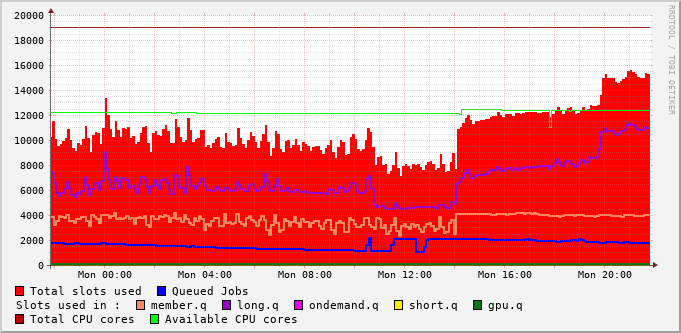 20000
18000
16000
14000
12000
10000
8000
6000
4000
2000
0
Mon 00:00 Mon 04:00 Mon 08:00 Mon 12:00 Mon 16:00 Mon 20:00
RRDTOOL / TOBI OETIKER
Total slots used Queued Jobs
Slots used in : member.q long.q ondemand.q short.q gpu.q
Total CPU cores Available CPU cores